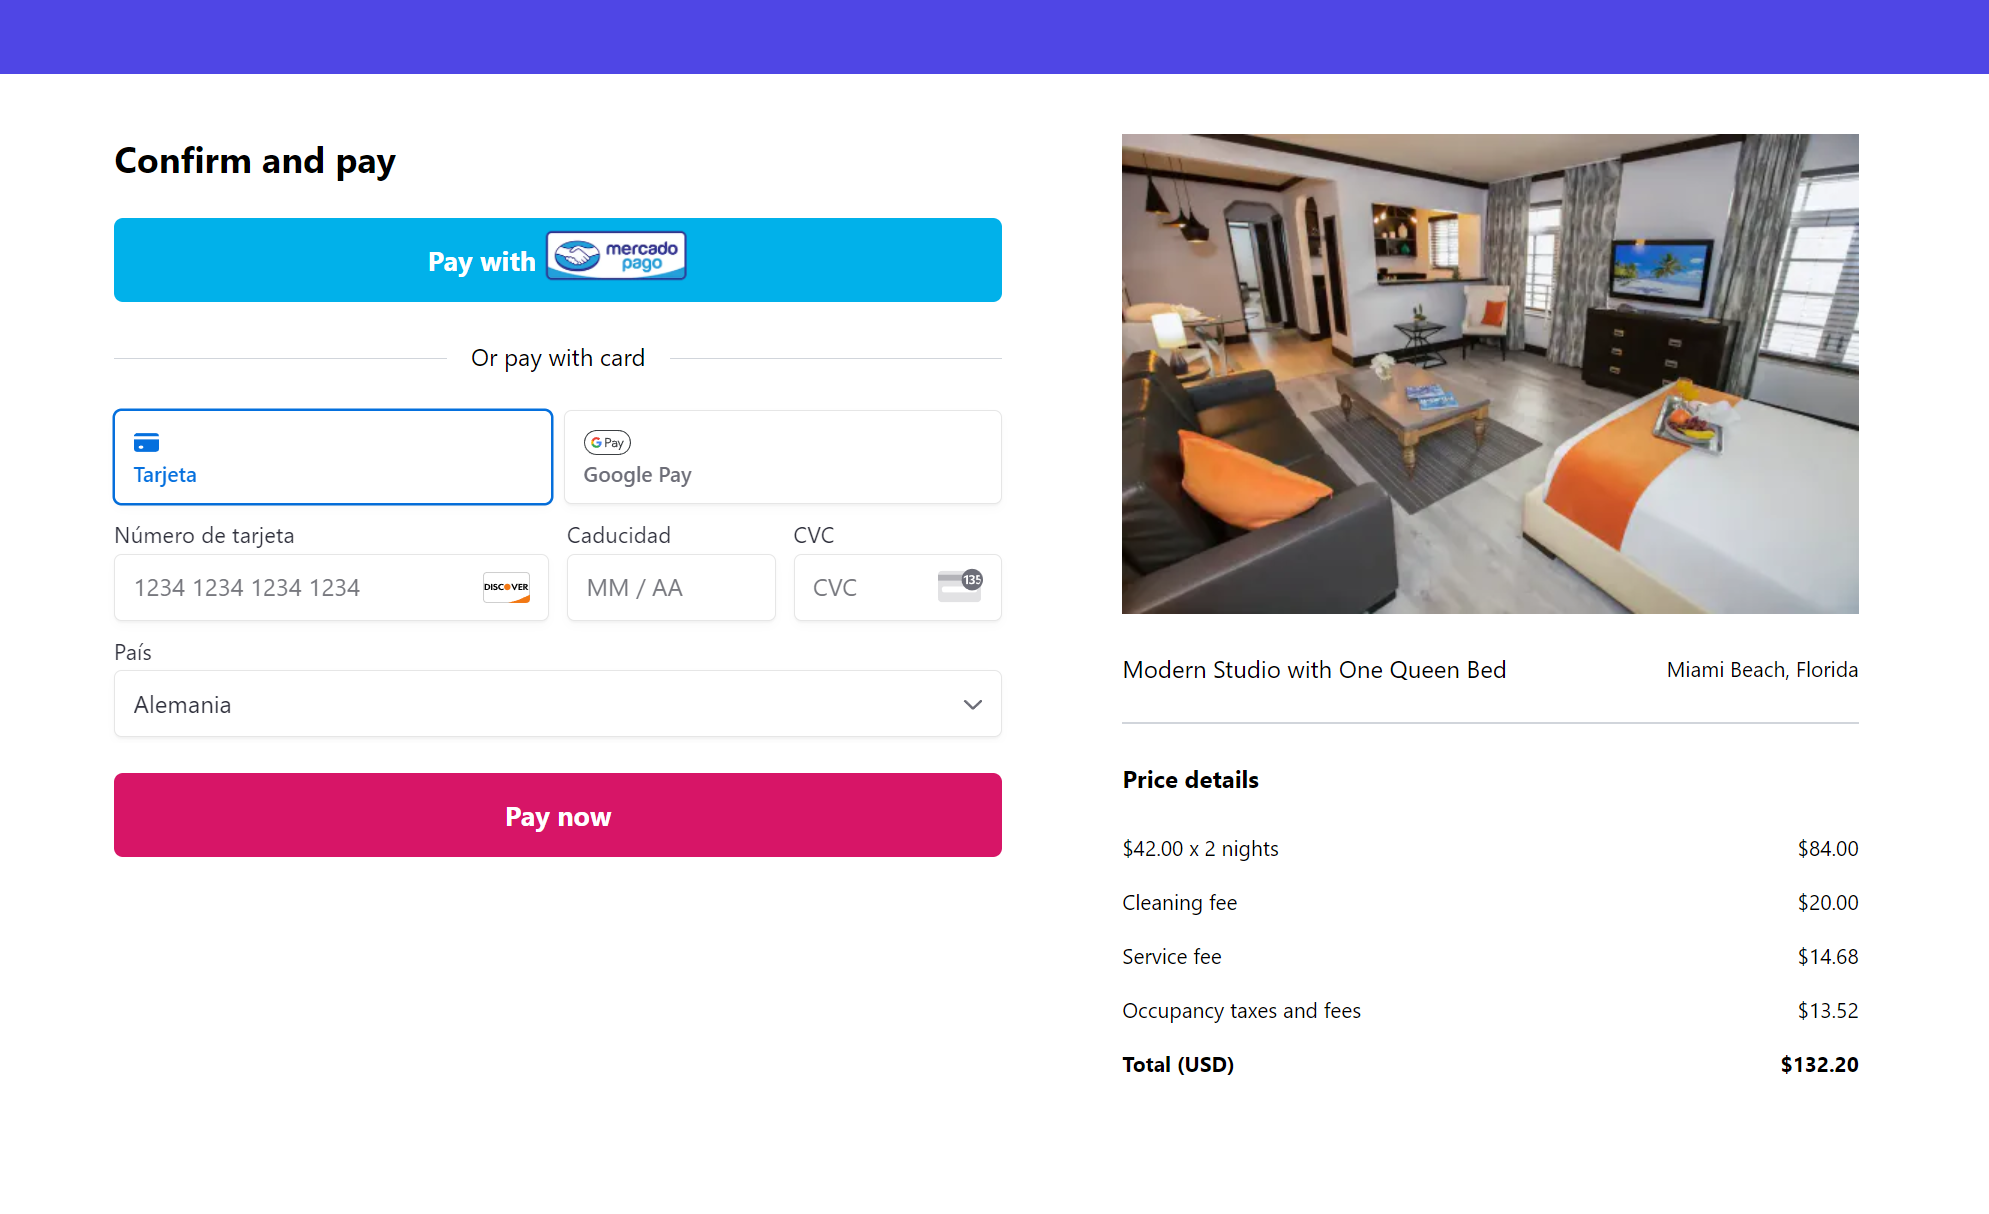 Confirm and pay
Pay with mercado pago
Or pay with card
Tarjeta
G Pay
Google Pay
Número de tarjeta
Caducidad
CVC
1234 1234 1234 1234
DISCOVER
MM / AA
CVC
135
País
Alemania
Pay now
Modern Studio with One Queen Bed
Miami Beach, Florida
Price details
$42.00 x 2 nights
$84.00
Cleaning fee
$20.00
Service fee
$14.68
Occupancy taxes and fees
$13.52
Total (USD)
$132.20